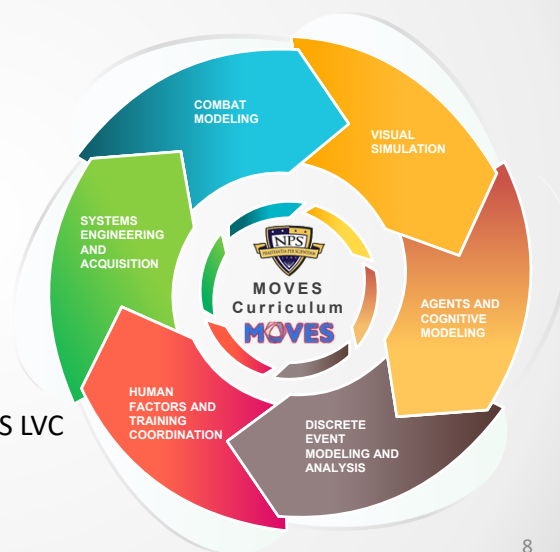 COMBAT
MODELING
VISUAL
SIMULATION
AGENTS AND
COGNITIVE
MODELING
DISCRETE
EVENT
MODELING AND
ANALYSIS
HUMAN
FACTORS AND
TRAINING
COORDINATION
SYSTEMS
ENGINEERING
AND
ACQUISITION
NPS
MOVES
Curriculum
MOVES
S LVC
8